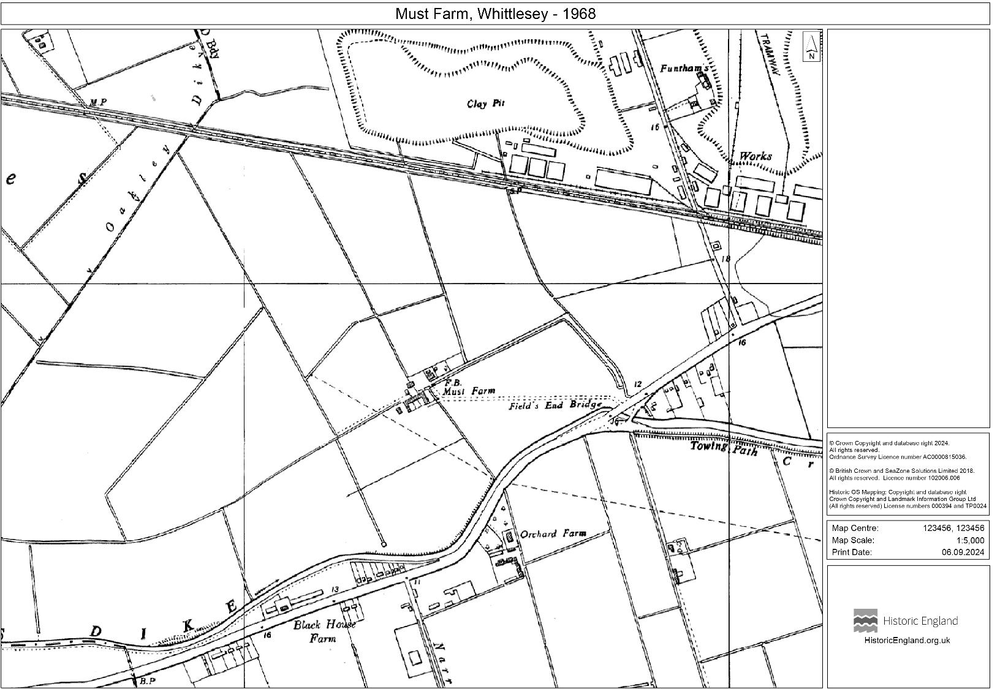 Must Farm, Whittlesey - 1968
D Bdy
Oakley Dike
M.P
e s
Clay Pit
Funtham's
TRAMWAY
N
16
Works
S.P
18
16
12
F.B.
Must Farm
Field's End Bridge
16
Towing Path
C r
Orchard Farm
11
13
E
K
I
D
S
Black House
Farm
16
B.P
Narr
© Crown Copyright and database right 2024.
All rights reserved.
Ordnance Survey Licence number AC0000815036.
© British Crown and SeaZone Solutions Limited 2018.
All rights reserved. Licence number 102006.006
Historic OS Mapping: Copyright and database right
Crown Copyright and Landmark Information Group Ltd
(All rights reserved) License numbers 000394 and TP0024
Map Centre: 123456, 123456
Map Scale: 1:5,000
Print Date: 06.09.2024
Historic England
HistoricEngland.org.uk